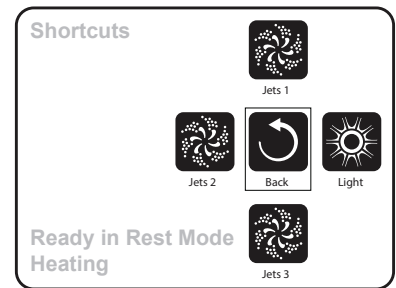 Shortcuts
Jets 1
Jets 2
Back
Light
Ready in Rest Mode
Heating
Jets 3